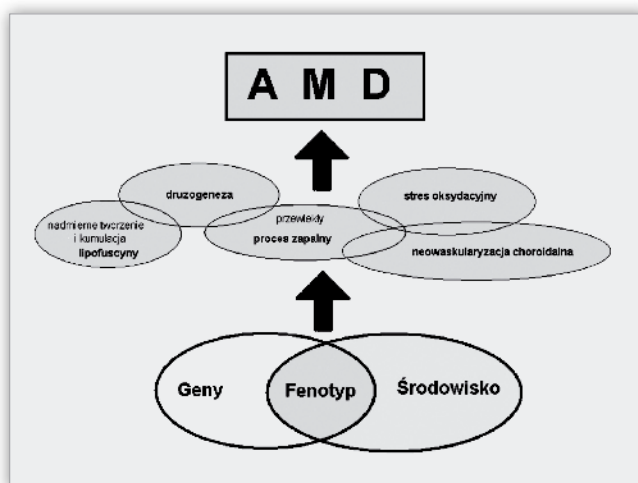 A M D
druzogeneza
stres oksydacyjny
nadmierne tworzenie
i kumulacja
lipofuscyny
przewlekły
proces zapalny
neowaskularyzacja choroidalna
Geny
Fenotyp
Środowisko